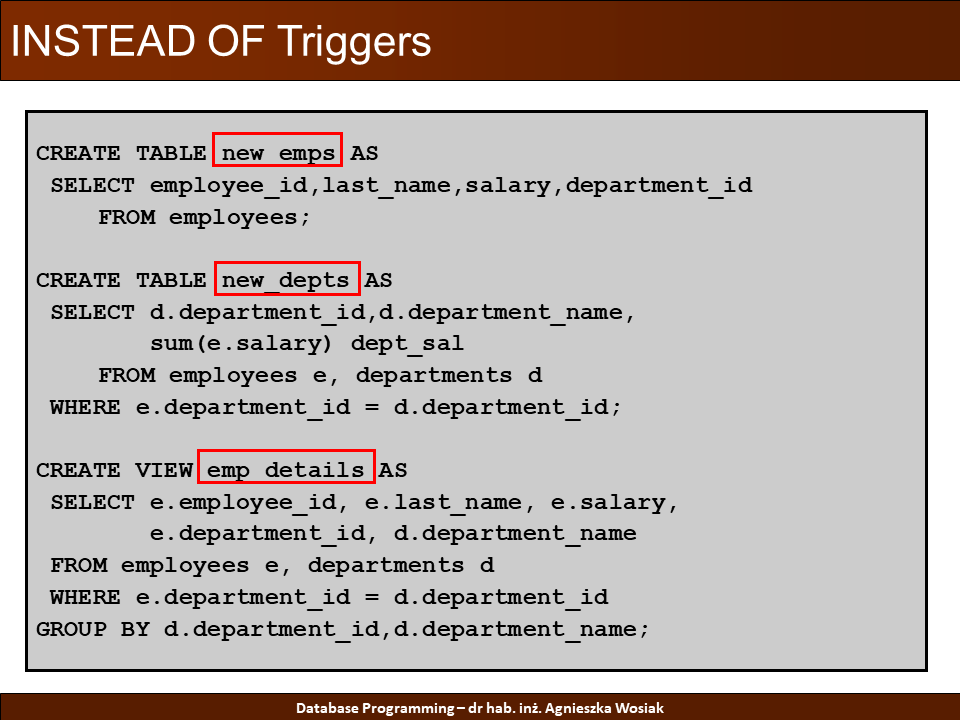 INSTEAD OF Triggers
CREATE TABLE new_emps AS
SELECT employee_id,last_name,salary,department_id
FROM employees;
CREATE TABLE new_depts AS
SELECT d.department_id,d.department_name,
sum(e.salary) dept_sal
FROM employees e, departments d
WHERE e.department_id = d.department_id;
CREATE VIEW emp_details AS
SELECT e.employee_id, e.last_name, e.salary,
e.department_id, d.department_name
FROM employees e, departments d
WHERE e.department_id = d.department_id
GROUP BY d.department_id,d.department_name;
Database Programming – dr hab. inż. Agnieszka Wosiak